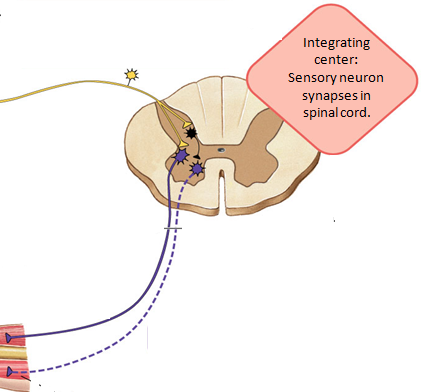 Integrating
center:
Sensory neuron
synapses in
spinal cord.